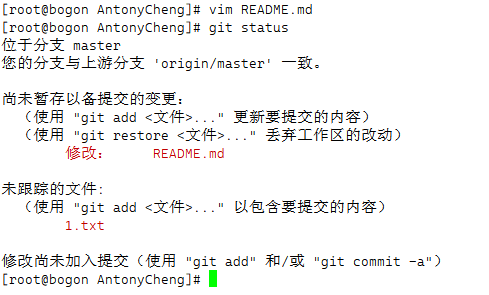 [root@bogon AntonyCheng]# vim README.md
[root@bogon AntonyCheng]# git status
位于分支 master
您的分支与上游分支 'origin/master' 一致。
尚未暂存以备提交的变更：
（使用 "git add <文件>..." 更新要提交的内容）
（使用 "git restore <文件>..." 丢弃工作区的改动）
修改： README.md
未跟踪的文件:
（使用 "git add <文件>..." 以包含要提交的内容）
1.txt
修改尚未加入提交（使用 "git add" 和/或 "git commit -a"）
[root@bogon AntonyCheng]#